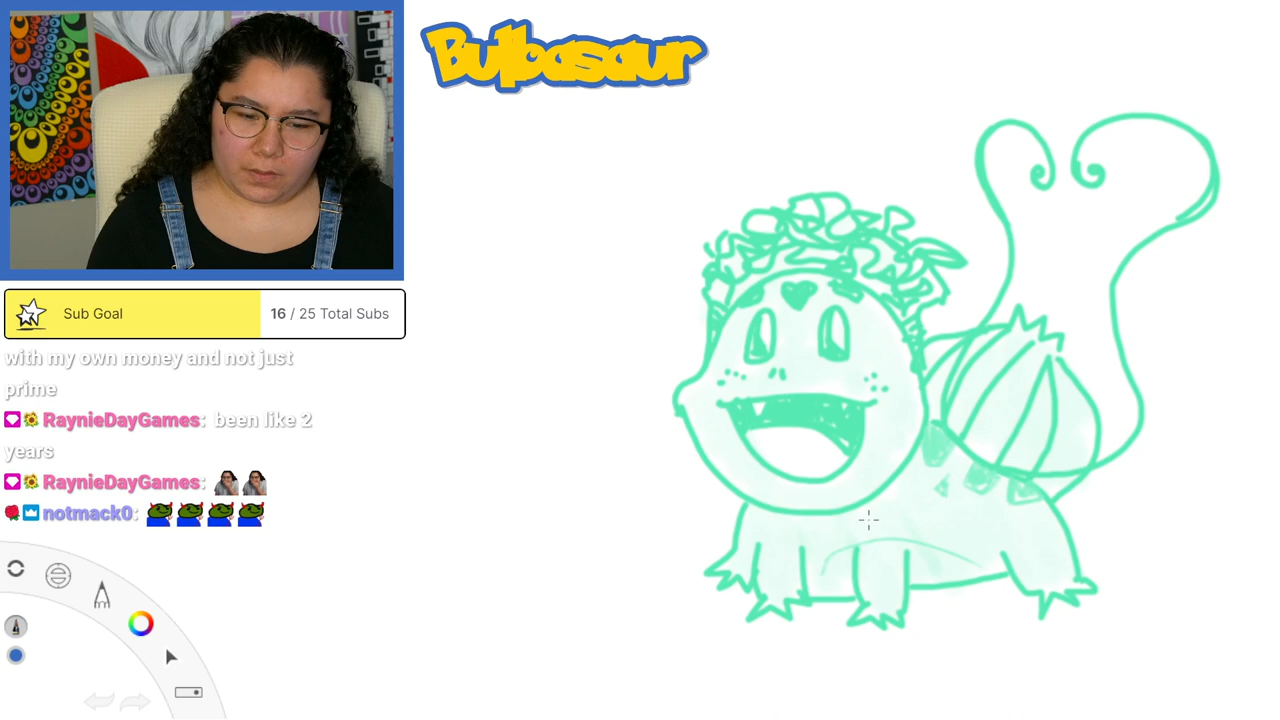 Bulbasaur
Sub Goal
16 / 25 Total Subs
with my own money and not just
prime
RaynieDayGames: been like 2
years
RaynieDayGames:
notmack0: